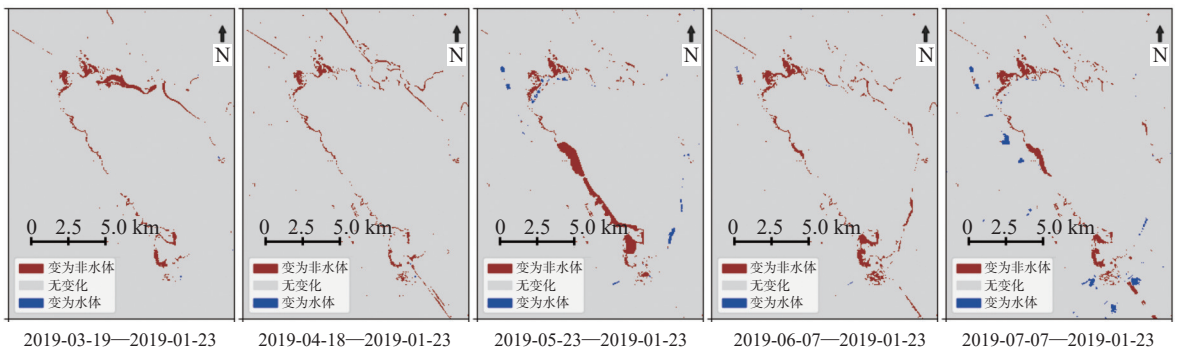 N
0 2.5 5.0 km
变为非水体
无变化
变为水体
2019-03-19—2019-01-23
N
0 2.5 5.0 km
变为非水体
无变化
变为水体
2019-04-18—2019-01-23
N
0 2.5 5.0 km
变为非水体
无变化
变为水体
2019-05-23—2019-01-23
N
0 2.5 5.0 km
变为非水体
无变化
变为水体
2019-06-07—2019-01-23
N
0 2.5 5.0 km
变为非水体
无变化
变为水体
2019-07-07—2019-01-23